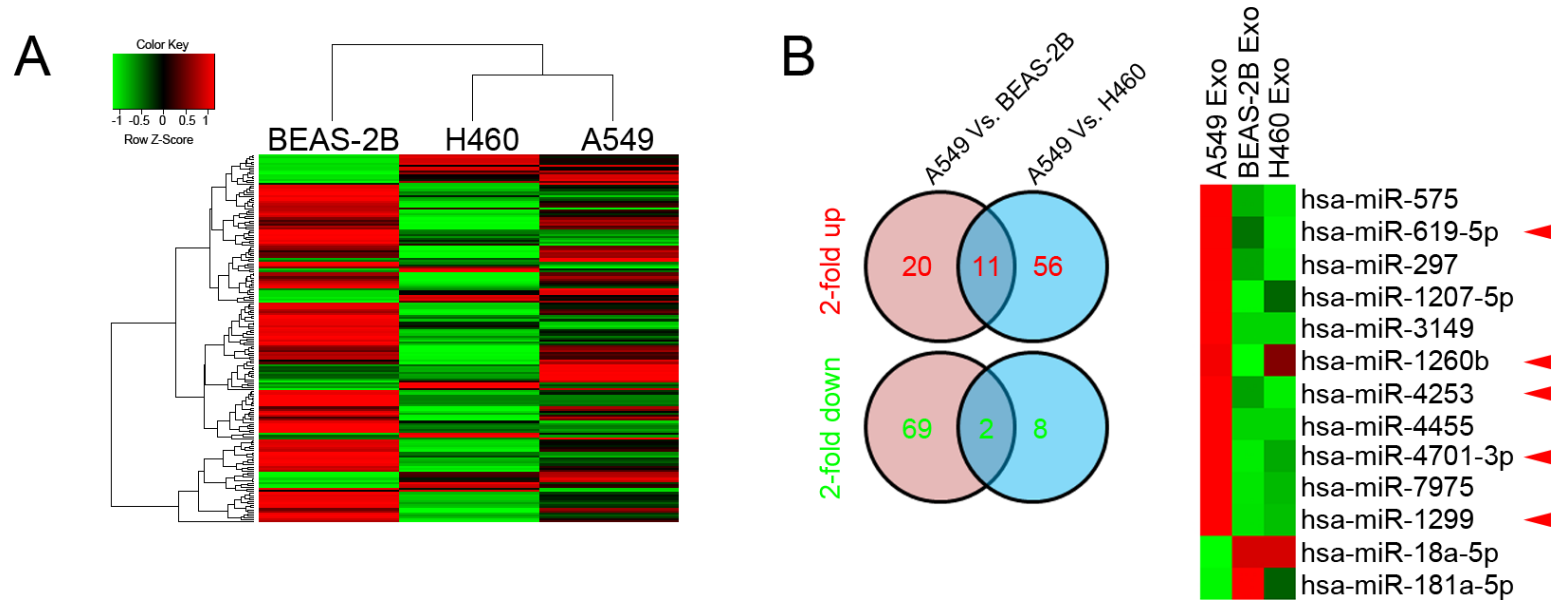 A
Color Key
-1 -0.5 0 0.5 1
Row Z-Score
BEAS-2B H460 A549
B
A549 Vs. BEAS-2B
A549 Vs. H460
2-fold up
20 11 56
2-fold down
69 2 8
A549 Exo
BEAS-2B Exo
H460 Exo
hsa-miR-575
hsa-miR-619-5p
hsa-miR-297
hsa-miR-1207-5p
hsa-miR-3149
hsa-miR-1260b
hsa-miR-4253
hsa-miR-4455
hsa-miR-4701-3p
hsa-miR-7975
hsa-miR-1299
hsa-miR-18a-5p
hsa-miR-181a-5p